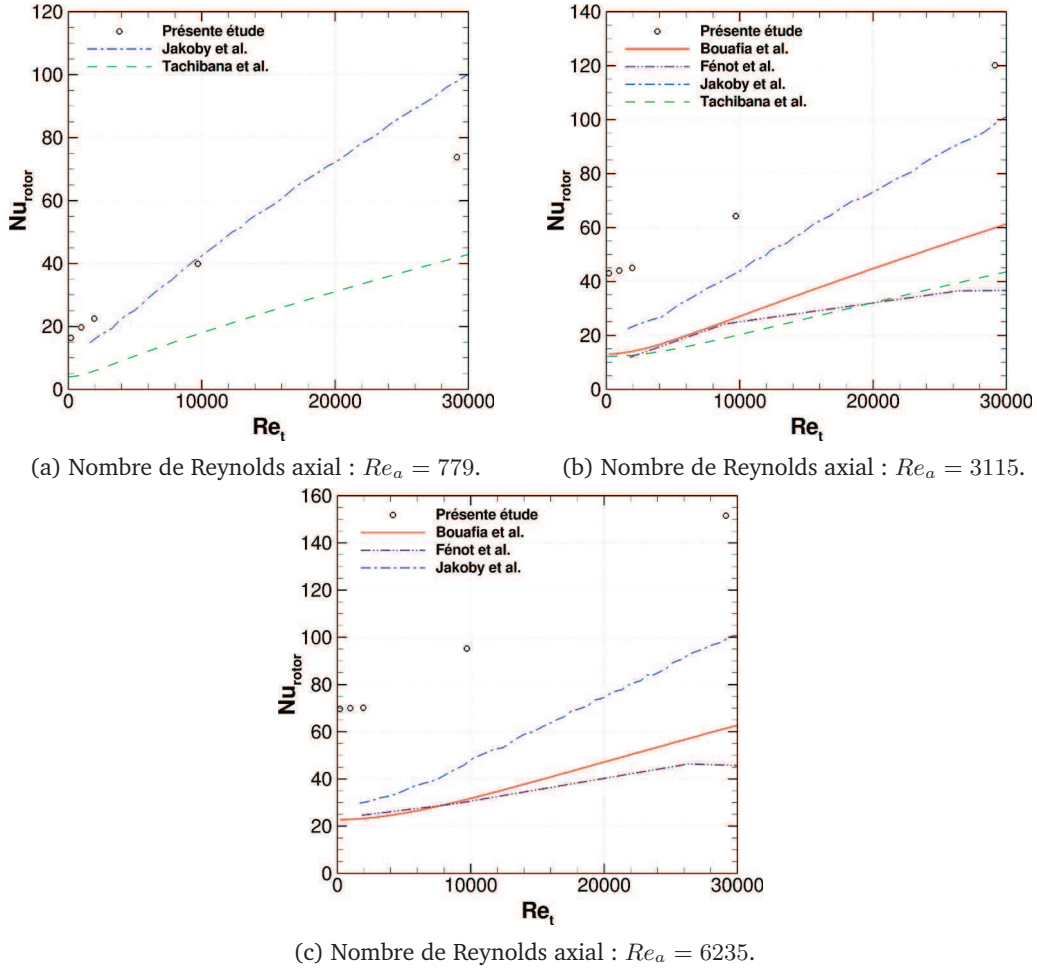 Présente étude
Jakoby et al.
Tachibana et al.
120
100
80
60
40
20
0
Nu_rotor
0 10000 20000 30000
Re_t
(a) Nombre de Reynolds axial : Re_a = 779.
Présente étude
Bouafia et al.
Fénot et al.
Jakoby et al.
Tachibana et al.
140
120
100
80
60
40
20
0
Nu_rotor
0 10000 20000 30000
Re_t
(b) Nombre de Reynolds axial : Re_a = 3115.
Présente étude
Bouafia et al.
Fénot et al.
Jakoby et al.
160
140
120
100
80
60
40
20
0
Nu_rotor
0 10000 20000 30000
Re_t
(c) Nombre de Reynolds axial : Re_a = 6235.